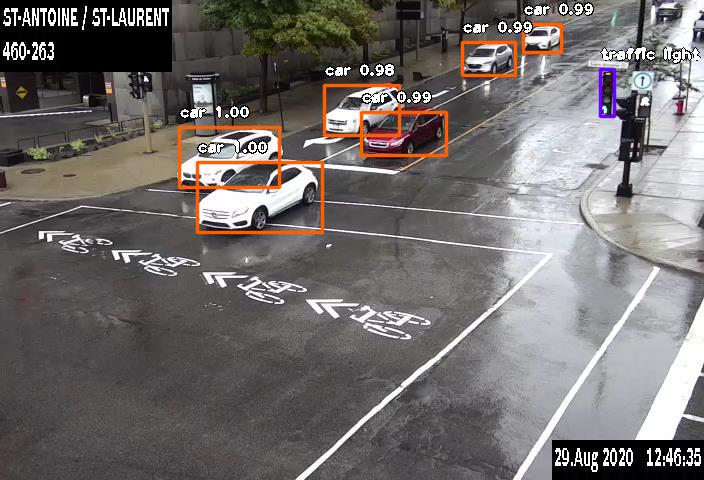 ST-ANTOINE / ST-LAURENT
460-263
car 0.99
car 0.99
traffic light
car 0.98
car 0.99
car 1.00
car 1.00
29.Aug 2020 12:46:35